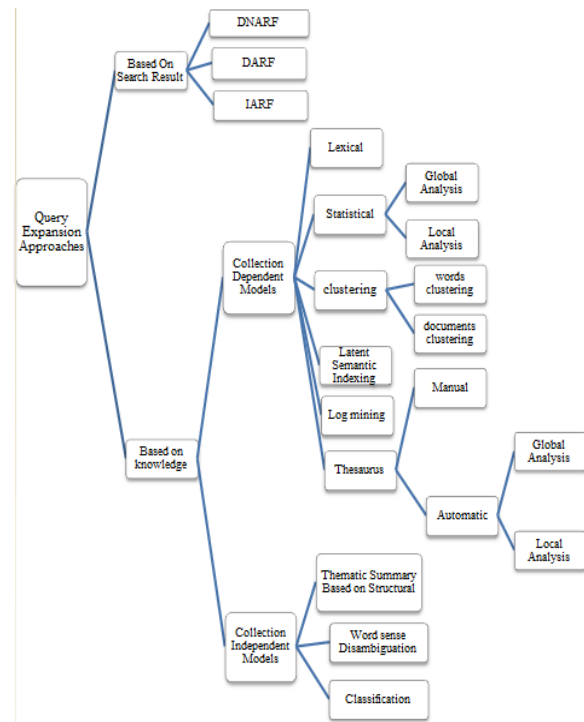 DNARF
Based On
Search Result
DARF
IARF
Lexical
Global
Analysis
Query
Expansion
Approaches
Statistical
Local
Analysis
Collection
Dependent
Models
clustering
words
clustering
documents
clustering
Latent
Semantic
Indexing
Manual
Log mining
Based on
knowledge
Thesaurus
Global
Analysis
Automatic
Local
Analysis
Thematic Summary
Based on Structural
Collection
Independent
Models
Word sense
Disambiguation
Classification